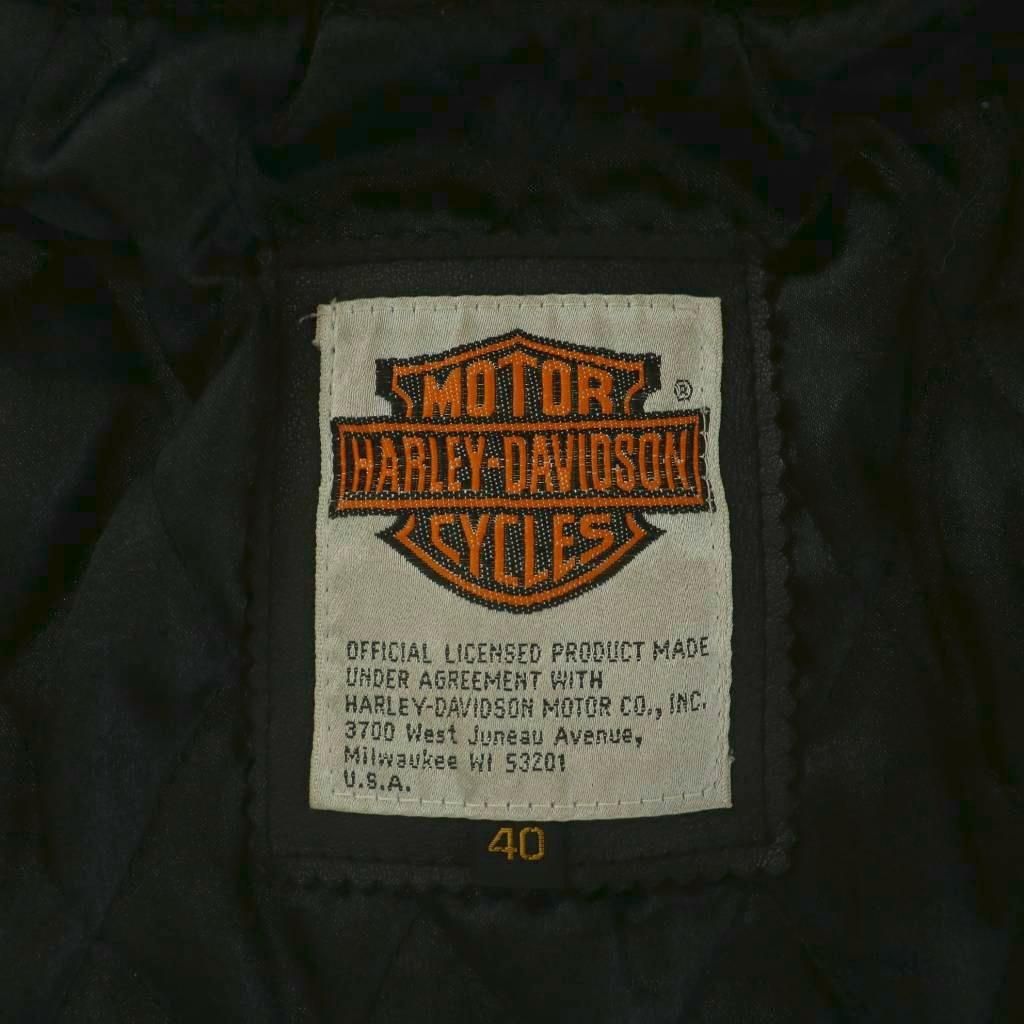 MOTOR
®
HARLEY-DAVIDSON
CYCLES
OFFICIAL LICENSED PRODUCT MADE
UNDER AGREEMENT WITH
HARLEY-DAVIDSON MOTOR CO., INC.
3700 West Juneau Avenue,
Milwaukee WI 53201
U.S.A.
40